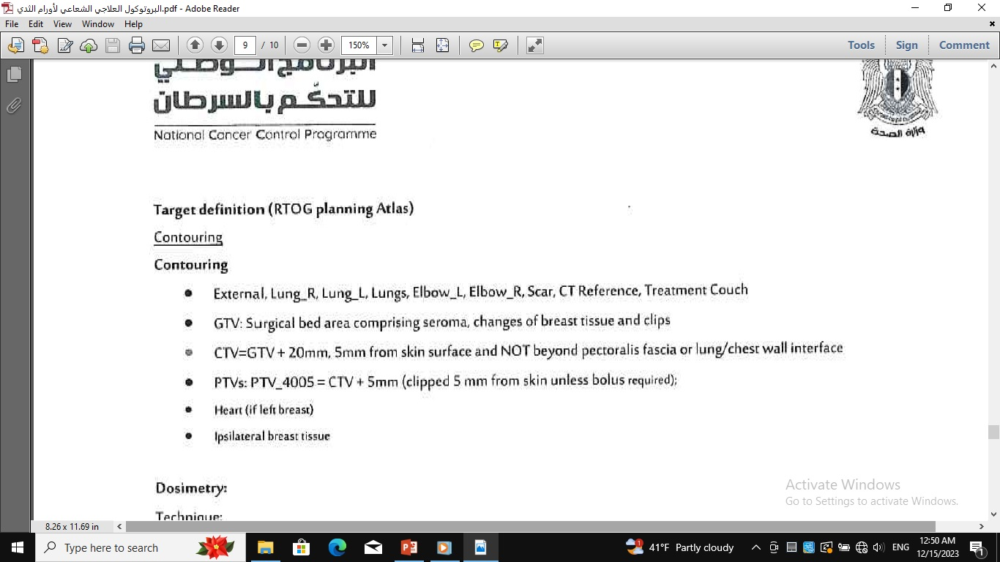 البروتوكول العلاجي الشعاعي لأورام الثدي.pdf - Adobe Reader
File Edit View Window Help
9 / 10 150% Tools Sign Comment
البرنامج الوطني
للتحكّم بالسرطان
National Cancer Control Programme
وزارة الصحة
Target definition (RTOG planning Atlas)
Contouring
Contouring
• External, Lung_R, Lung_L, Lungs, Elbow_L, Elbow_R, Scar, CT Reference, Treatment Couch
• GTV: Surgical bed area comprising seroma, changes of breast tissue and clips
• CTV=GTV + 20mm, 5mm from skin surface and NOT beyond pectoralis fascia or lung/chest wall interface
• PTVs: PTV_4005 = CTV + 5mm (clipped 5 mm from skin unless bolus required);
• Heart (if left breast)
• Ipsilateral breast tissue
Dosimetry:
Technique:
Activate Windows
Go to Settings to activate Windows.
8.26 x 11.69 in
Type here to search
1
41°F Partly cloudy
ENG
12:50 AM
12/15/2023
1